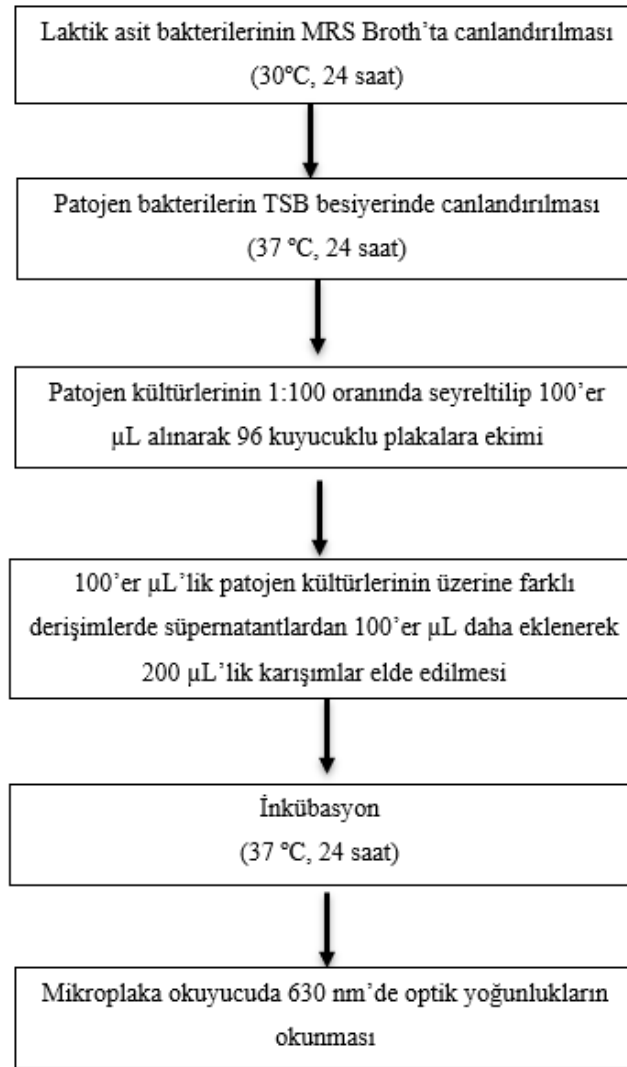 Laktik asit bakterilerinin MRS Broth’ta canlandırılması
(30°C, 24 saat)
Patojen bakterilerin TSB besiyerinde canlandırılması
(37 °C, 24 saat)
Patojen kültürlerinin 1:100 oranında seyreltilip 100’er
µL alınarak 96 kuyucuklu plakalara ekimi
100’er µL’lik patojen kültürlerinin üzerine farklı
derişimlerde süpernatantlardan 100’er µL daha eklenerek
200 µL’lik karışımlar elde edilmesi
İnkübasyon
(37 °C, 24 saat)
Mikroplaka okuyucuda 630 nm’de optik yoğunlukların
okunması